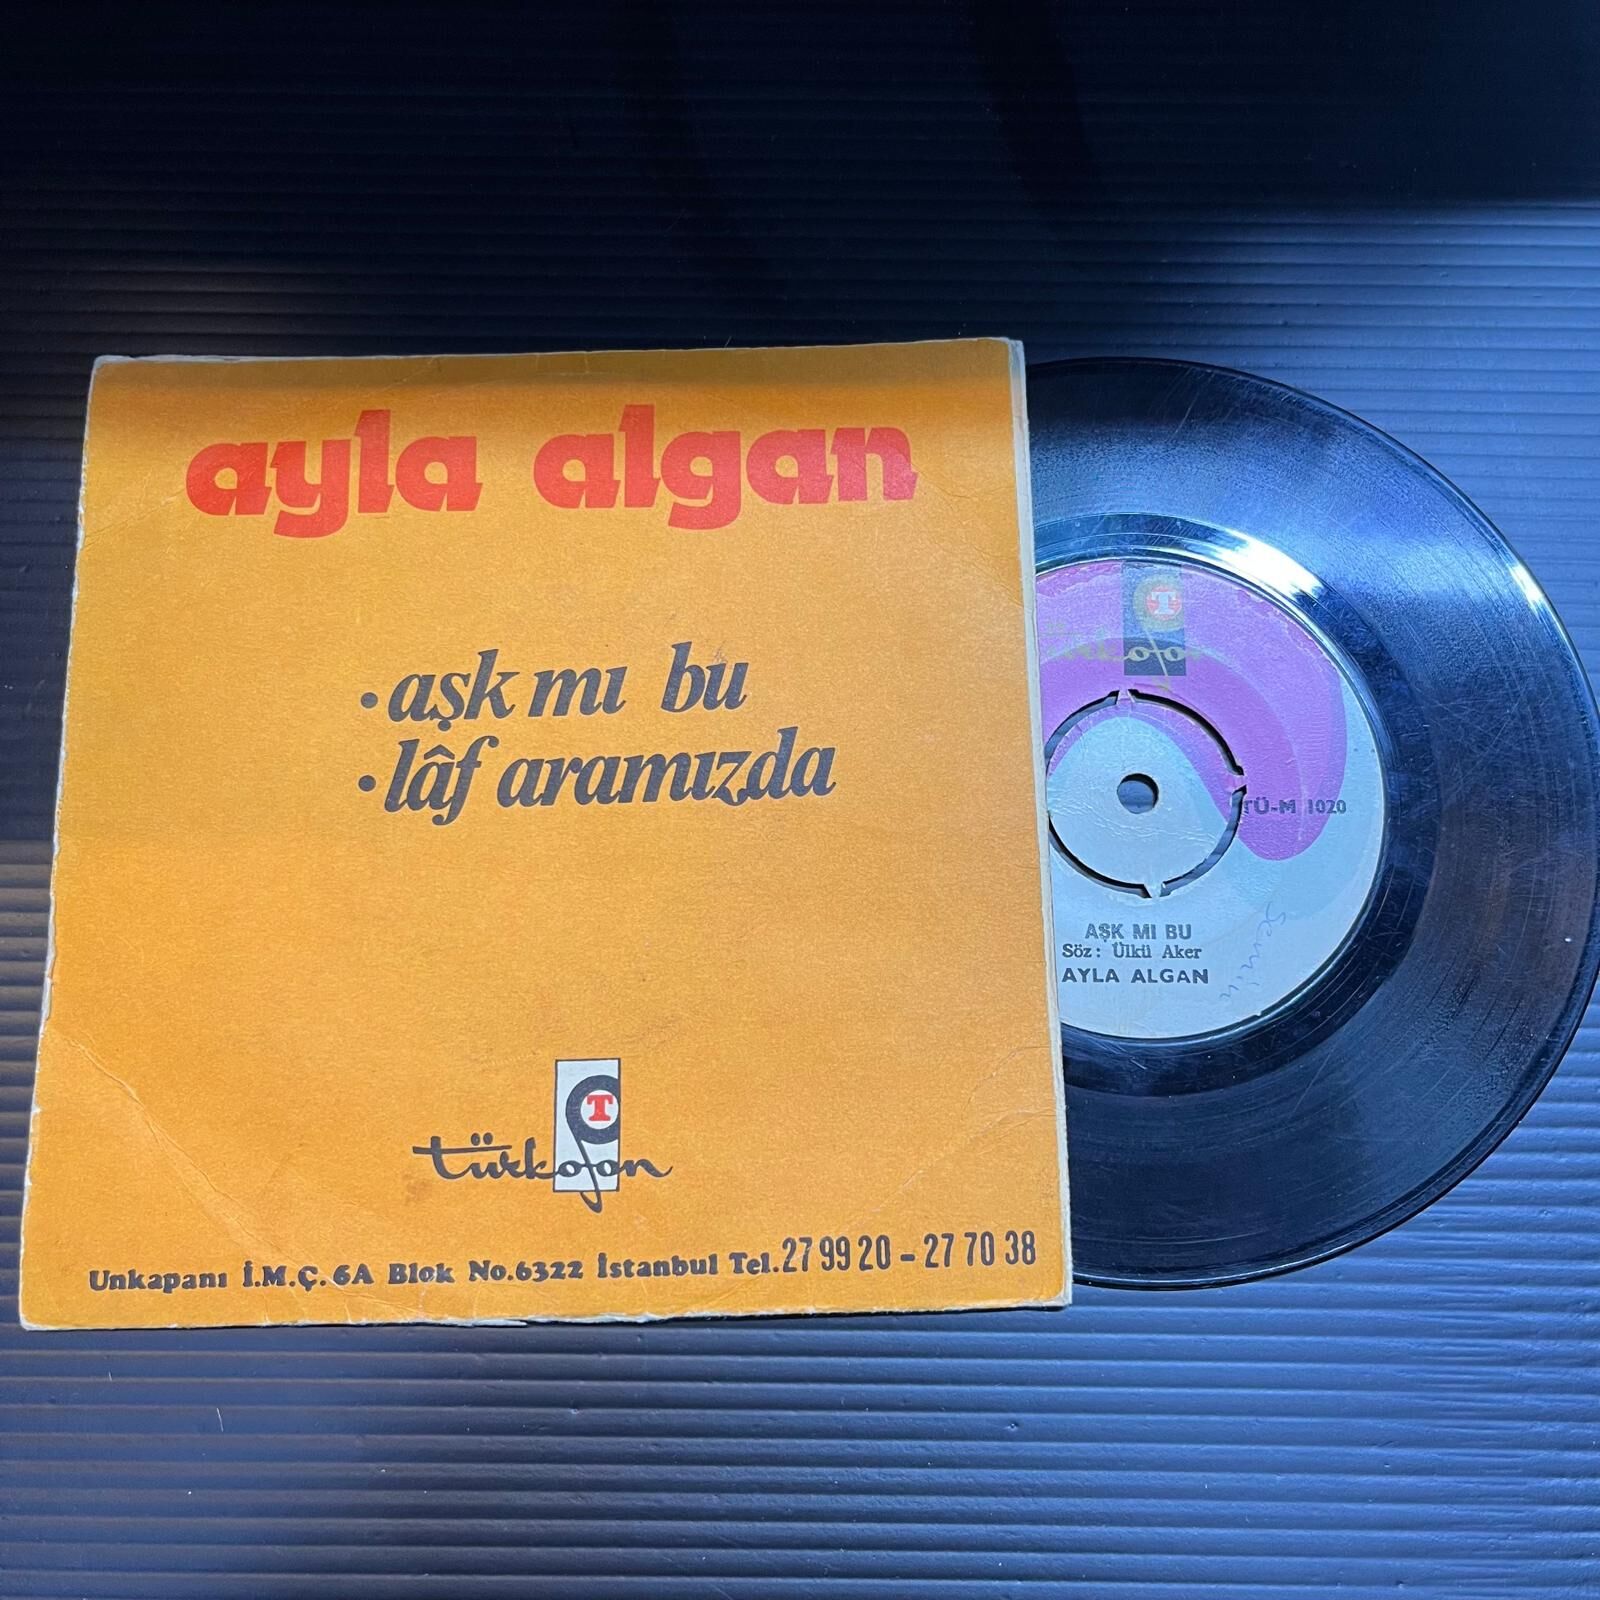 ayla algan
• aşk mı bu
• lâf aramızda
T
türkofon
Unkapanı İ.M.Ç. 6A Blok No.6322 İstanbul Tel.27 99 20 - 27 70 38
T
türkofon
TÜ-M 1020
AŞK MI BU
Söz: Ülkü Aker
AYLA ALGAN